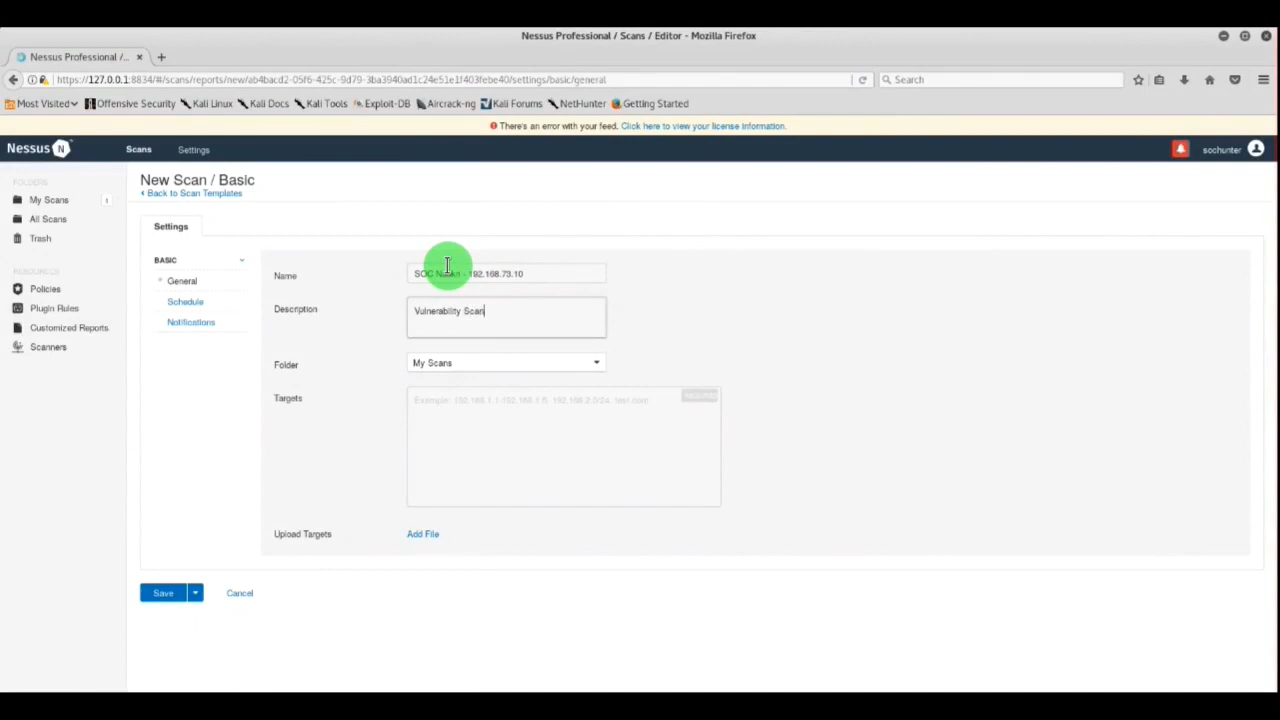 Nessus Professional / Scans / Editor - Mozilla Firefox
Nessus Professional /...
https://127.0.0.1:8834/#/scans/reports/new/ab4bacd2-05f6-425c-9d79-3ba3940ad1c24e51e1f403febe40/settings/basic/general
Search
Most Visited
Offensive Security
Kali Linux
Kali Docs
Kali Tools
Exploit-DB
Aircrack-ng
Kali Forums
NetHunter
Getting Started
There's an error with your feed. Click here to view your license information.
Nessus N
Scans
Settings
sochunter
FOLDERS
My Scans
All Scans
Trash
RESOURCES
Policies
Plugin Rules
Customized Reports
Scanners
New Scan / Basic
Back to Scan Templates
Settings
BASIC
General
Schedule
Notifications
Name
SOC - 192.168.73.10
Description
Vulnerability Scan
Folder
My Scans
Targets
Example: 192.168.1.1-192.168.1.5, 192.168.2.0/24, test.com
REQUIRED
Upload Targets
Add File
Save
Cancel